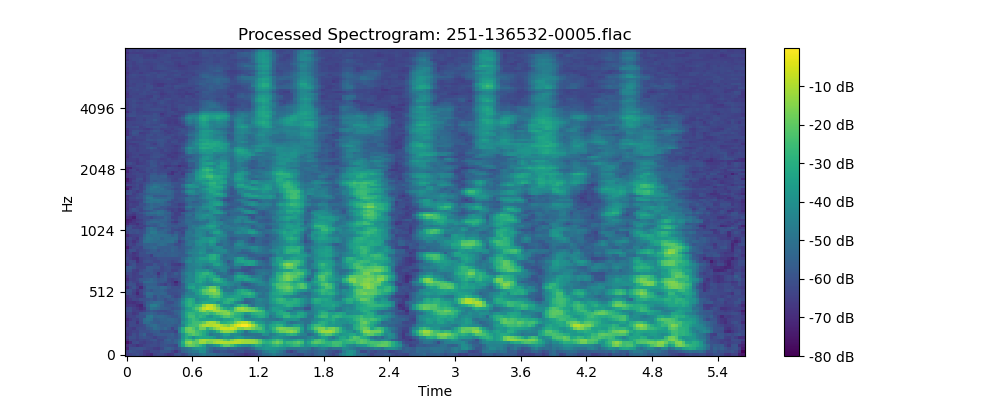 Processed Spectrogram: 251-136532-0005.flac
Hz
4096
2048
1024
512
0
0 0.6 1.2 1.8 2.4 3 3.6 4.2 4.8 5.4
Time
-10 dB
-20 dB
-30 dB
-40 dB
-50 dB
-60 dB
-70 dB
-80 dB